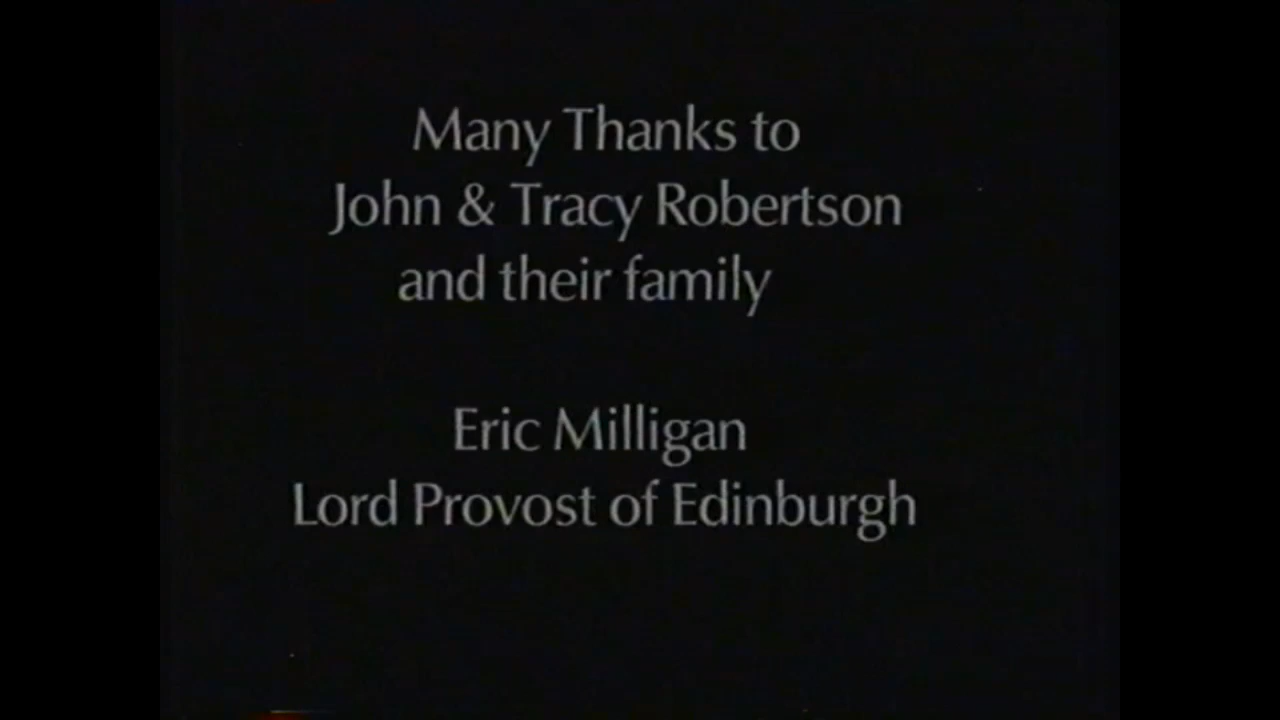 Many Thanks to
John & Tracy Robertson
and their family
Eric Milligan
Lord Provost of Edinburgh